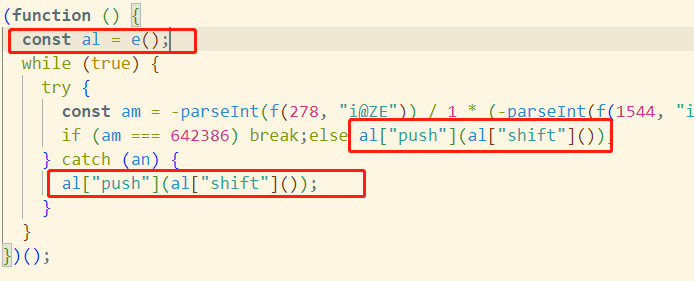 (function () {
const al = e();
while (true) {
try {
const am = -parseInt(f(278, "i@ZE")) / 1 * (-parseInt(f(1544, "i
if (am === 642386) break;else al["push"](al["shift"]());
} catch (an) {
al["push"](al["shift"]());
}
}
})();